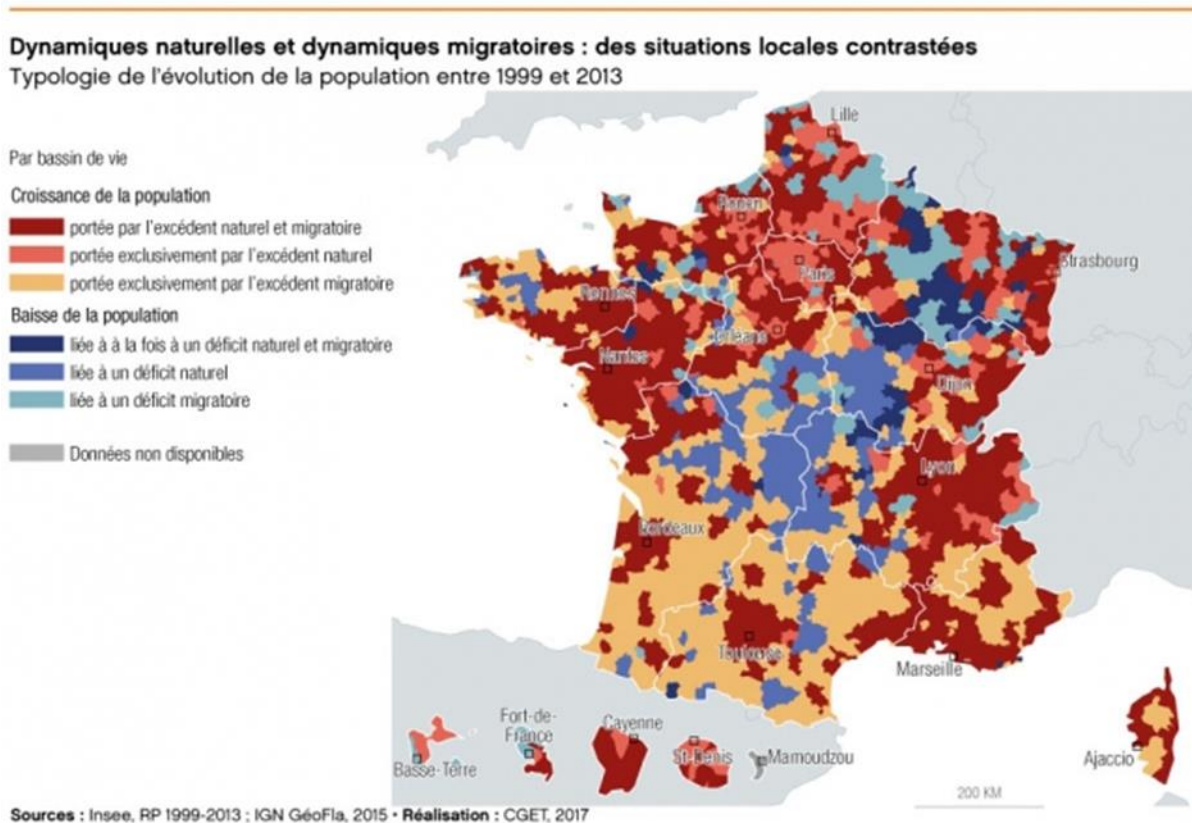 Dynamiques naturelles et dynamiques migratoires : des situations locales contrastées
Typologie de l'évolution de la population entre 1999 et 2013
Par bassin de vie
Croissance de la population
portée par l'excédent naturel et migratoire
portée exclusivement par l'excédent naturel
portée exclusivement par l'excédent migratoire
Baisse de la population
liée à à la fois à un déficit naturel et migratoire
liée à un déficit naturel
liée à un déficit migratoire
Données non disponibles
Lille
Rouen
Paris
Strasbourg
Rennes
Orléans
Nantes
Dijon
Lyon
Bordeaux
Toulouse
Marseille
Ajaccio
Basse-Terre
Fort-de-
France
Cayenne
St-Denis
Mamoudzou
200 KM
Sources : Insee, RP 1999-2013 ; IGN GéoFla, 2015 • Réalisation : CGET, 2017